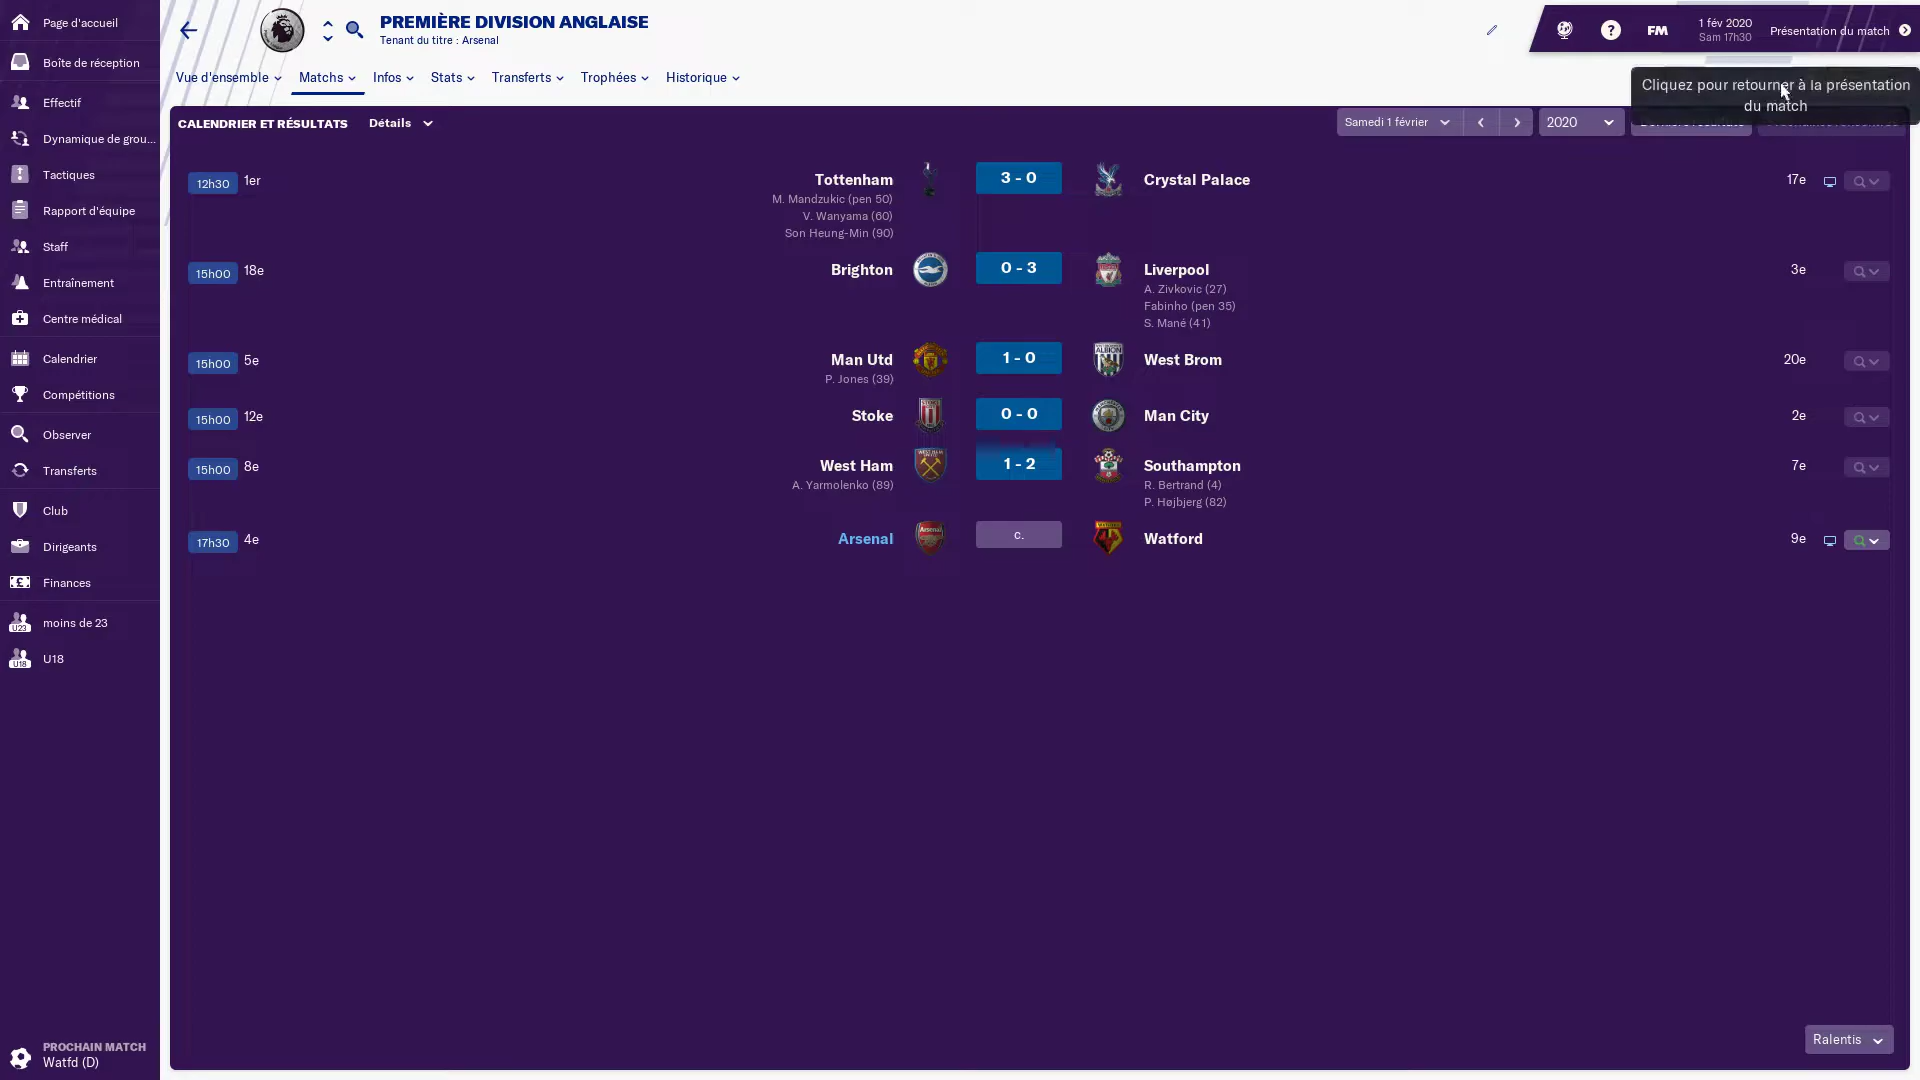 Page d'accueil
Boîte de réception
Effectif
Dynamique de grou...
Tactiques
Rapport d'équipe
Staff
Entraînement
Centre médical
Calendrier
Compétitions
Observer
Transferts
Club
Dirigeants
Finances
U23 moins de 23
U18 U18
PROCHAIN MATCH
Watfd (D)
PREMIÈRE DIVISION ANGLAISE
Tenant du titre : Arsenal
? FM 1 fév 2020
Sam 17h30
Présentation du match
Vue d'ensemble Matchs Infos Stats Transferts Trophées Historique
Cliquez pour retourner à la présentation
du match
CALENDRIER ET RÉSULTATS Détails Samedi 1 février 2020
12h30 1er Tottenham 3 - 0 Crystal Palace 17e
M. Mandzukic (pen 50)
V. Wanyama (60)
Son Heung-Min (90)
15h00 18e Brighton 0 - 3 Liverpool 3e
A. Zivkovic (27)
Fabinho (pen 35)
S. Mané (41)
15h00 5e Man Utd 1 - 0 West Brom 20e
P. Jones (39)
15h00 12e Stoke 0 - 0 Man City 2e
15h00 8e West Ham 1 - 2 Southampton 7e
A. Yarmolenko (89) R. Bertrand (4)
P. Højbjerg (82)
17h30 4e Arsenal c. Watford 9e
Ralentis